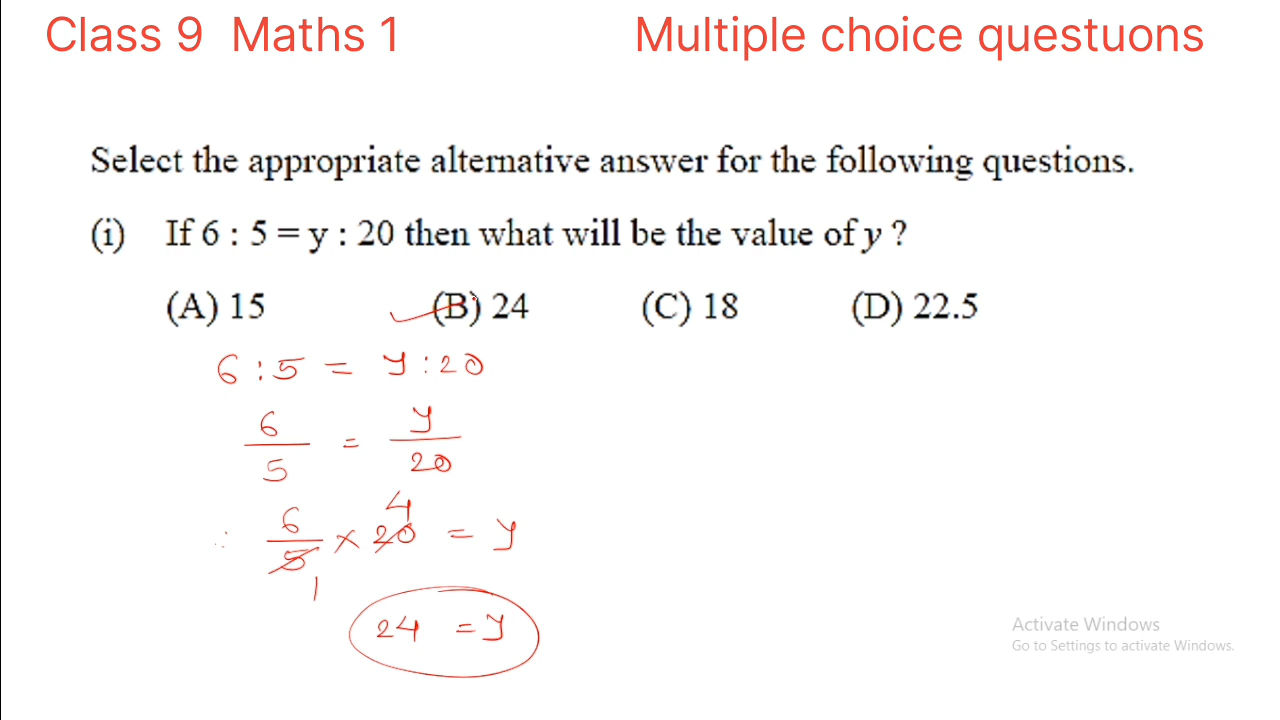 Class 9 Maths 1 Multiple choice questuons
Select the appropriate alternative answer for the following questions.
(i) If 6 : 5 = y : 20 then what will be the value of y ?
(A) 15 (B) 24 (C) 18 (D) 22.5
6 : 5 = y : 20
6/5 = y/20
∴ 6/5 × 20 = y
4
1
24 = y
Activate Windows
Go to Settings to activate Windows.